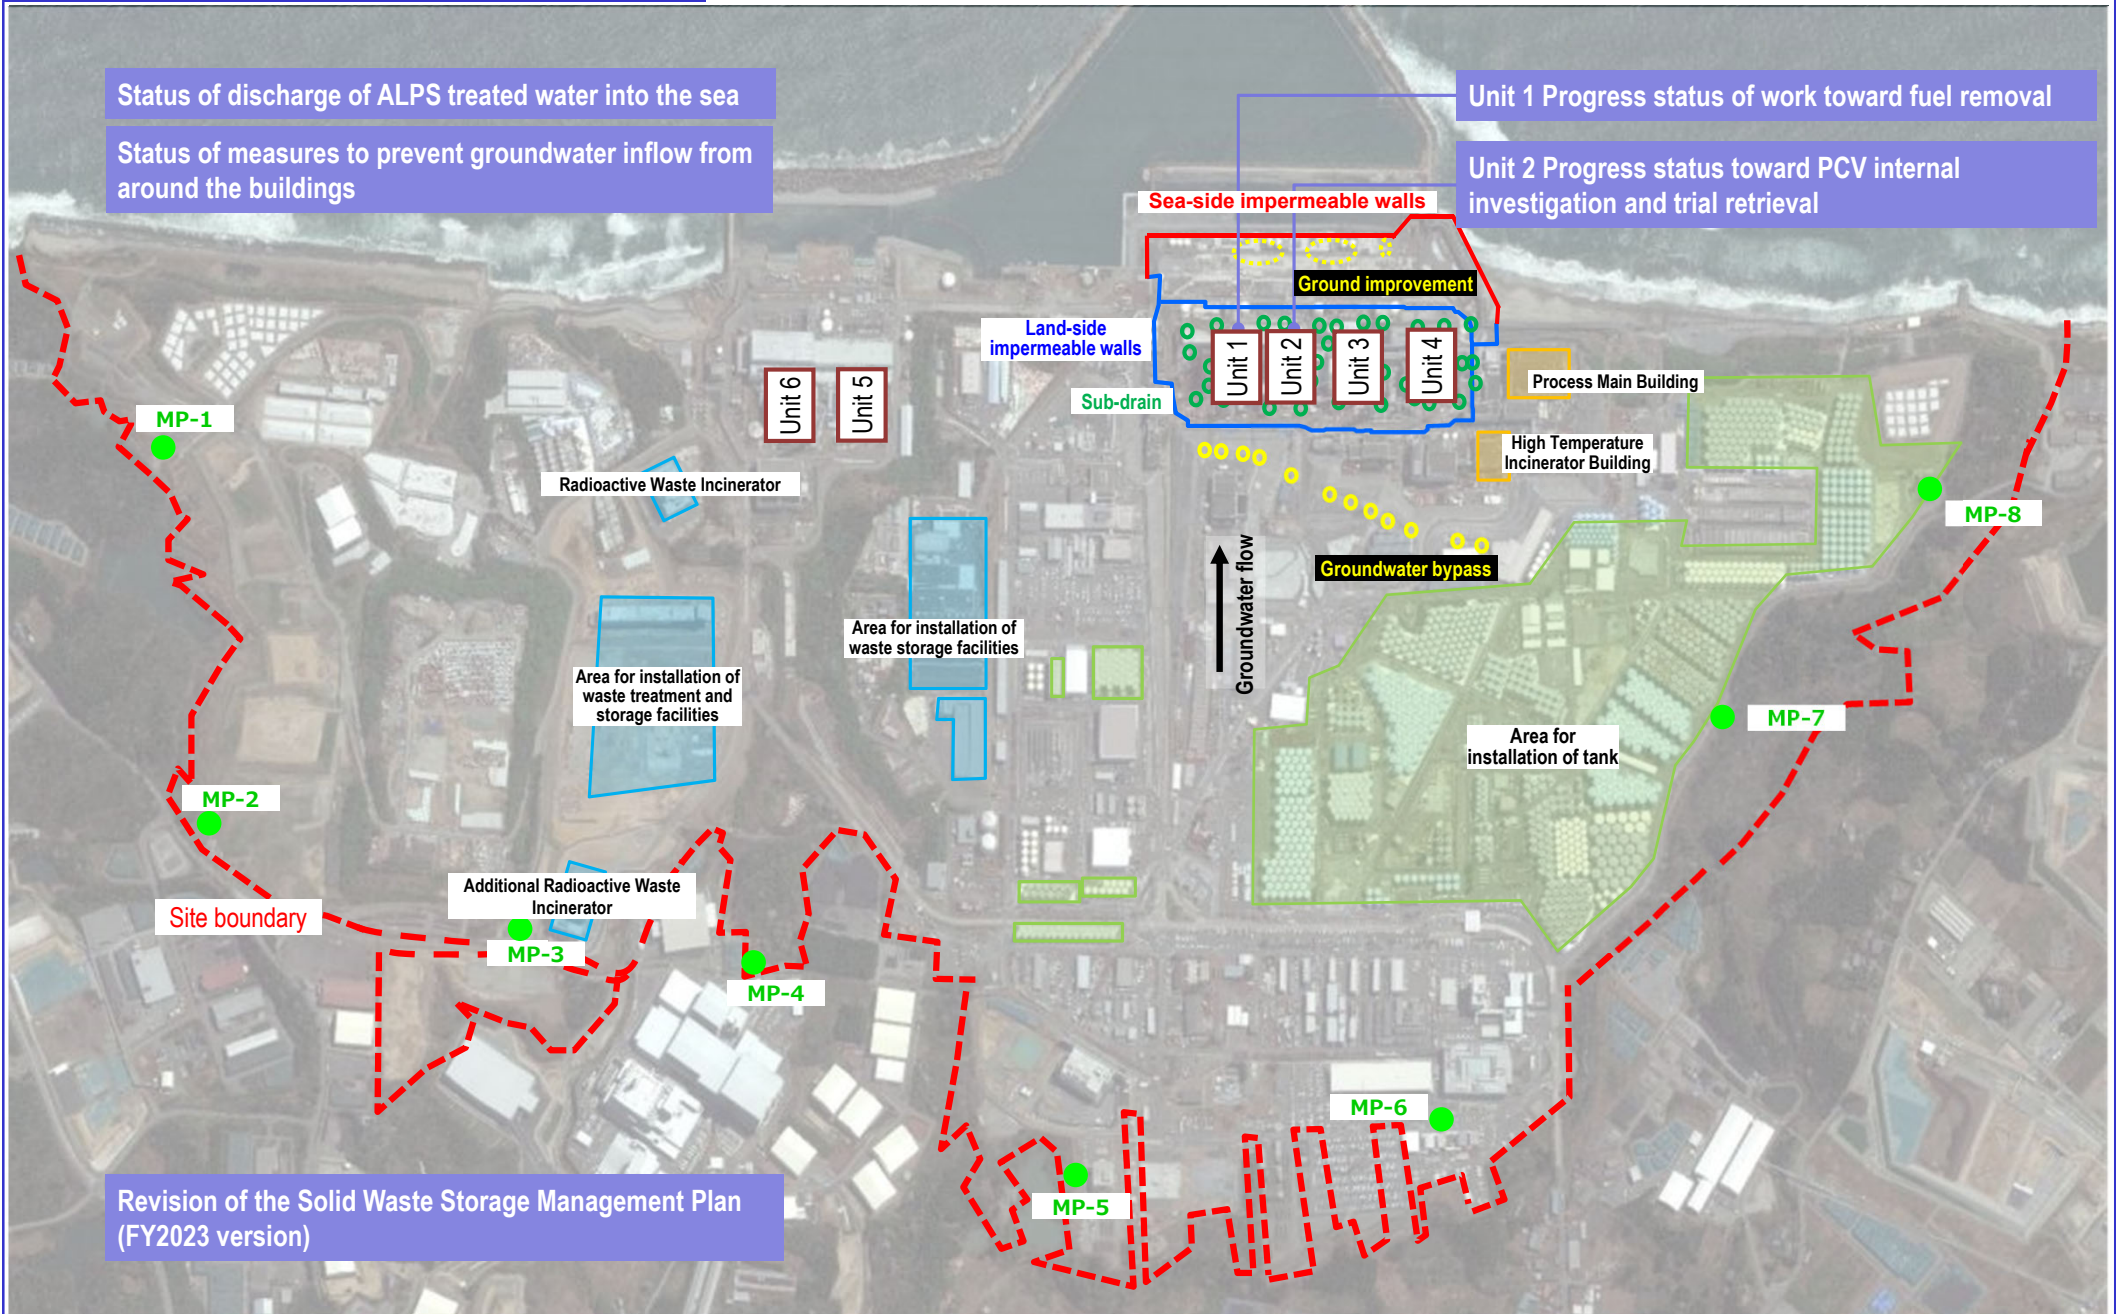 Status of discharge of ALPS treated water into the sea
Status of measures to prevent groundwater inflow from
around the buildings
Unit 1 Progress status of work toward fuel removal
Unit 2 Progress status toward PCV internal
investigation and trial retrieval
Sea-side impermeable walls
Ground improvement
Land-side
impermeable walls
Sub-drain
Unit 1
Unit 2
Unit 3
Unit 4
Unit 6
Unit 5
Process Main Building
High Temperature
Incinerator Building
MP-1
Radioactive Waste Incinerator
MP-8
Groundwater bypass
Groundwater flow
Area for installation of
waste storage facilities
Area for installation of
waste treatment and
storage facilities
MP-7
Area for
installation of tank
MP-2
Additional Radioactive Waste
Incinerator
Site boundary
MP-3
MP-4
MP-6
MP-5
Revision of the Solid Waste Storage Management Plan
(FY2023 version)